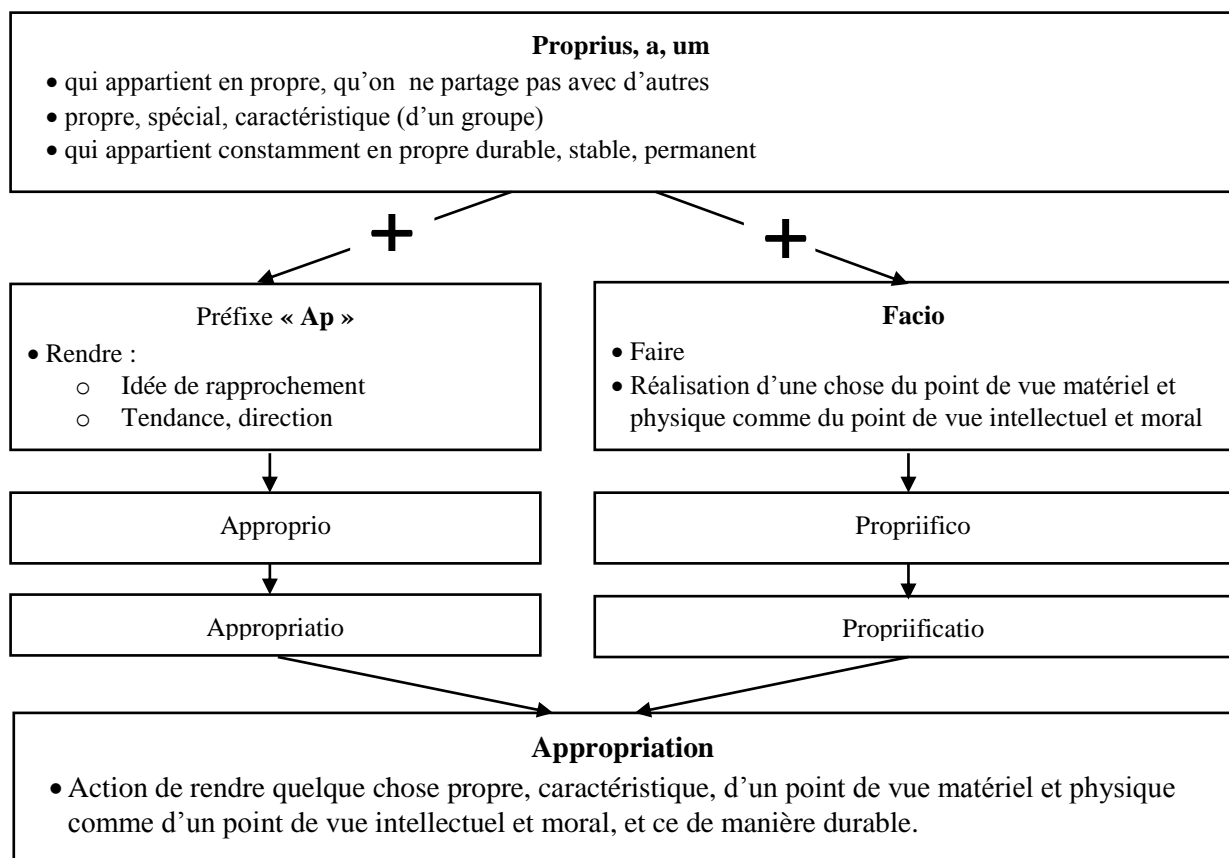 Proprius, a, um
• qui appartient en propre, qu’on ne partage pas avec d’autres
• propre, spécial, caractéristique (d’un groupe)
• qui appartient constamment en propre durable, stable, permanent
+
+
Préfixe « Ap »
• Rendre :
o Idée de rapprochement
o Tendance, direction
Facio
• Faire
• Réalisation d’une chose du point de vue matériel et
physique comme du point de vue intellectuel et moral
Approprio
Propriifico
Appropriatio
Propriificatio
Appropriation
• Action de rendre quelque chose propre, caractéristique, d’un point de vue matériel et physique
comme d’un point de vue intellectuel et moral, et ce de manière durable.